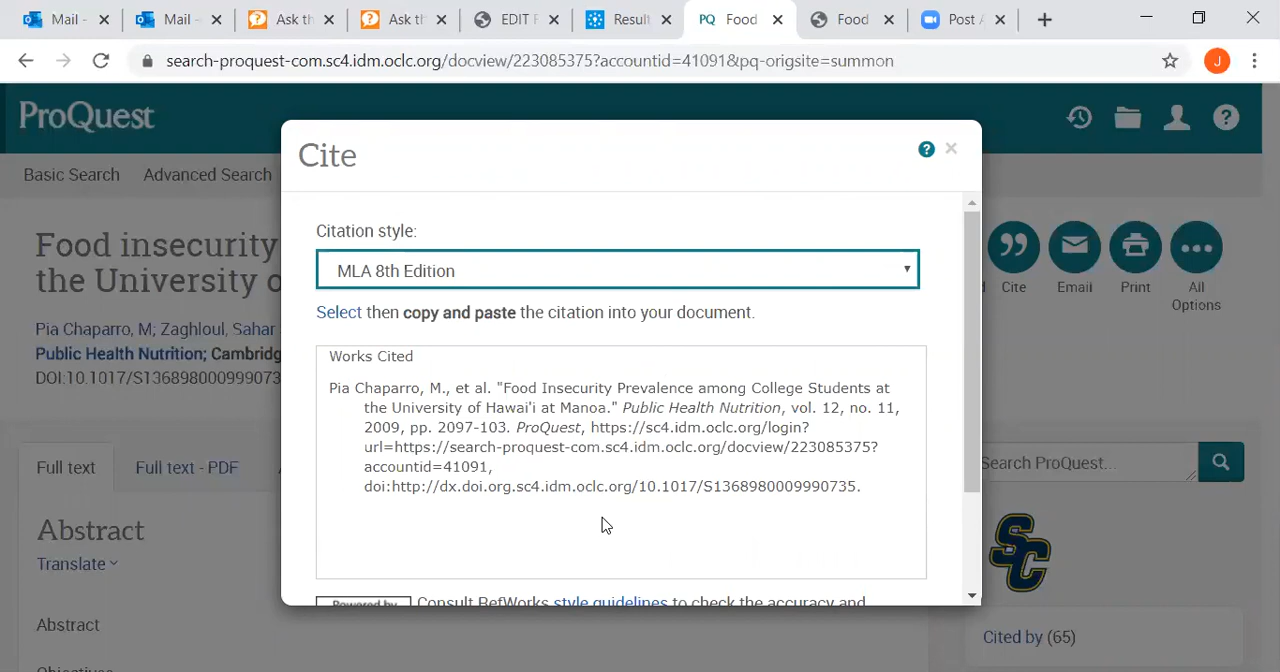 Mail -
Mail -
Ask th
Ask th
EDIT F
Result
PQ Food
Food
Post
search-proquest-com.sc4.idm.oclc.org/docview/223085375?accountid=41091&pq-origsite=summon
J
ProQuest
?
Basic Search Advanced Search
Cite
?
Food insecurity
the University o
Citation style:
MLA 8th Edition
Cite Email Print All Options
Select then copy and paste the citation into your document.
Pia Chaparro, M; Zaghloul, Sahar
Public Health Nutrition; Cambridge
DOI:10.1017/S136898000999073
Works Cited
Pia Chaparro, M., et al. "Food Insecurity Prevalence among College Students at
the University of Hawai'i at Manoa." Public Health Nutrition, vol. 12, no. 11,
2009, pp. 2097-103. ProQuest, https://sc4.idm.oclc.org/login?
url=https://search-proquest-com.sc4.idm.oclc.org/docview/223085375?
accountid=41091,
doi:http://dx.doi.org.sc4.idm.oclc.org/10.1017/S1368980009990735.
Full text Full text - PDF
Search ProQuest...
Abstract
Translate
SC
Powered by
Consult RefWorks style guidelines to check the accuracy and
Abstract
Cited by (65)
Objectives